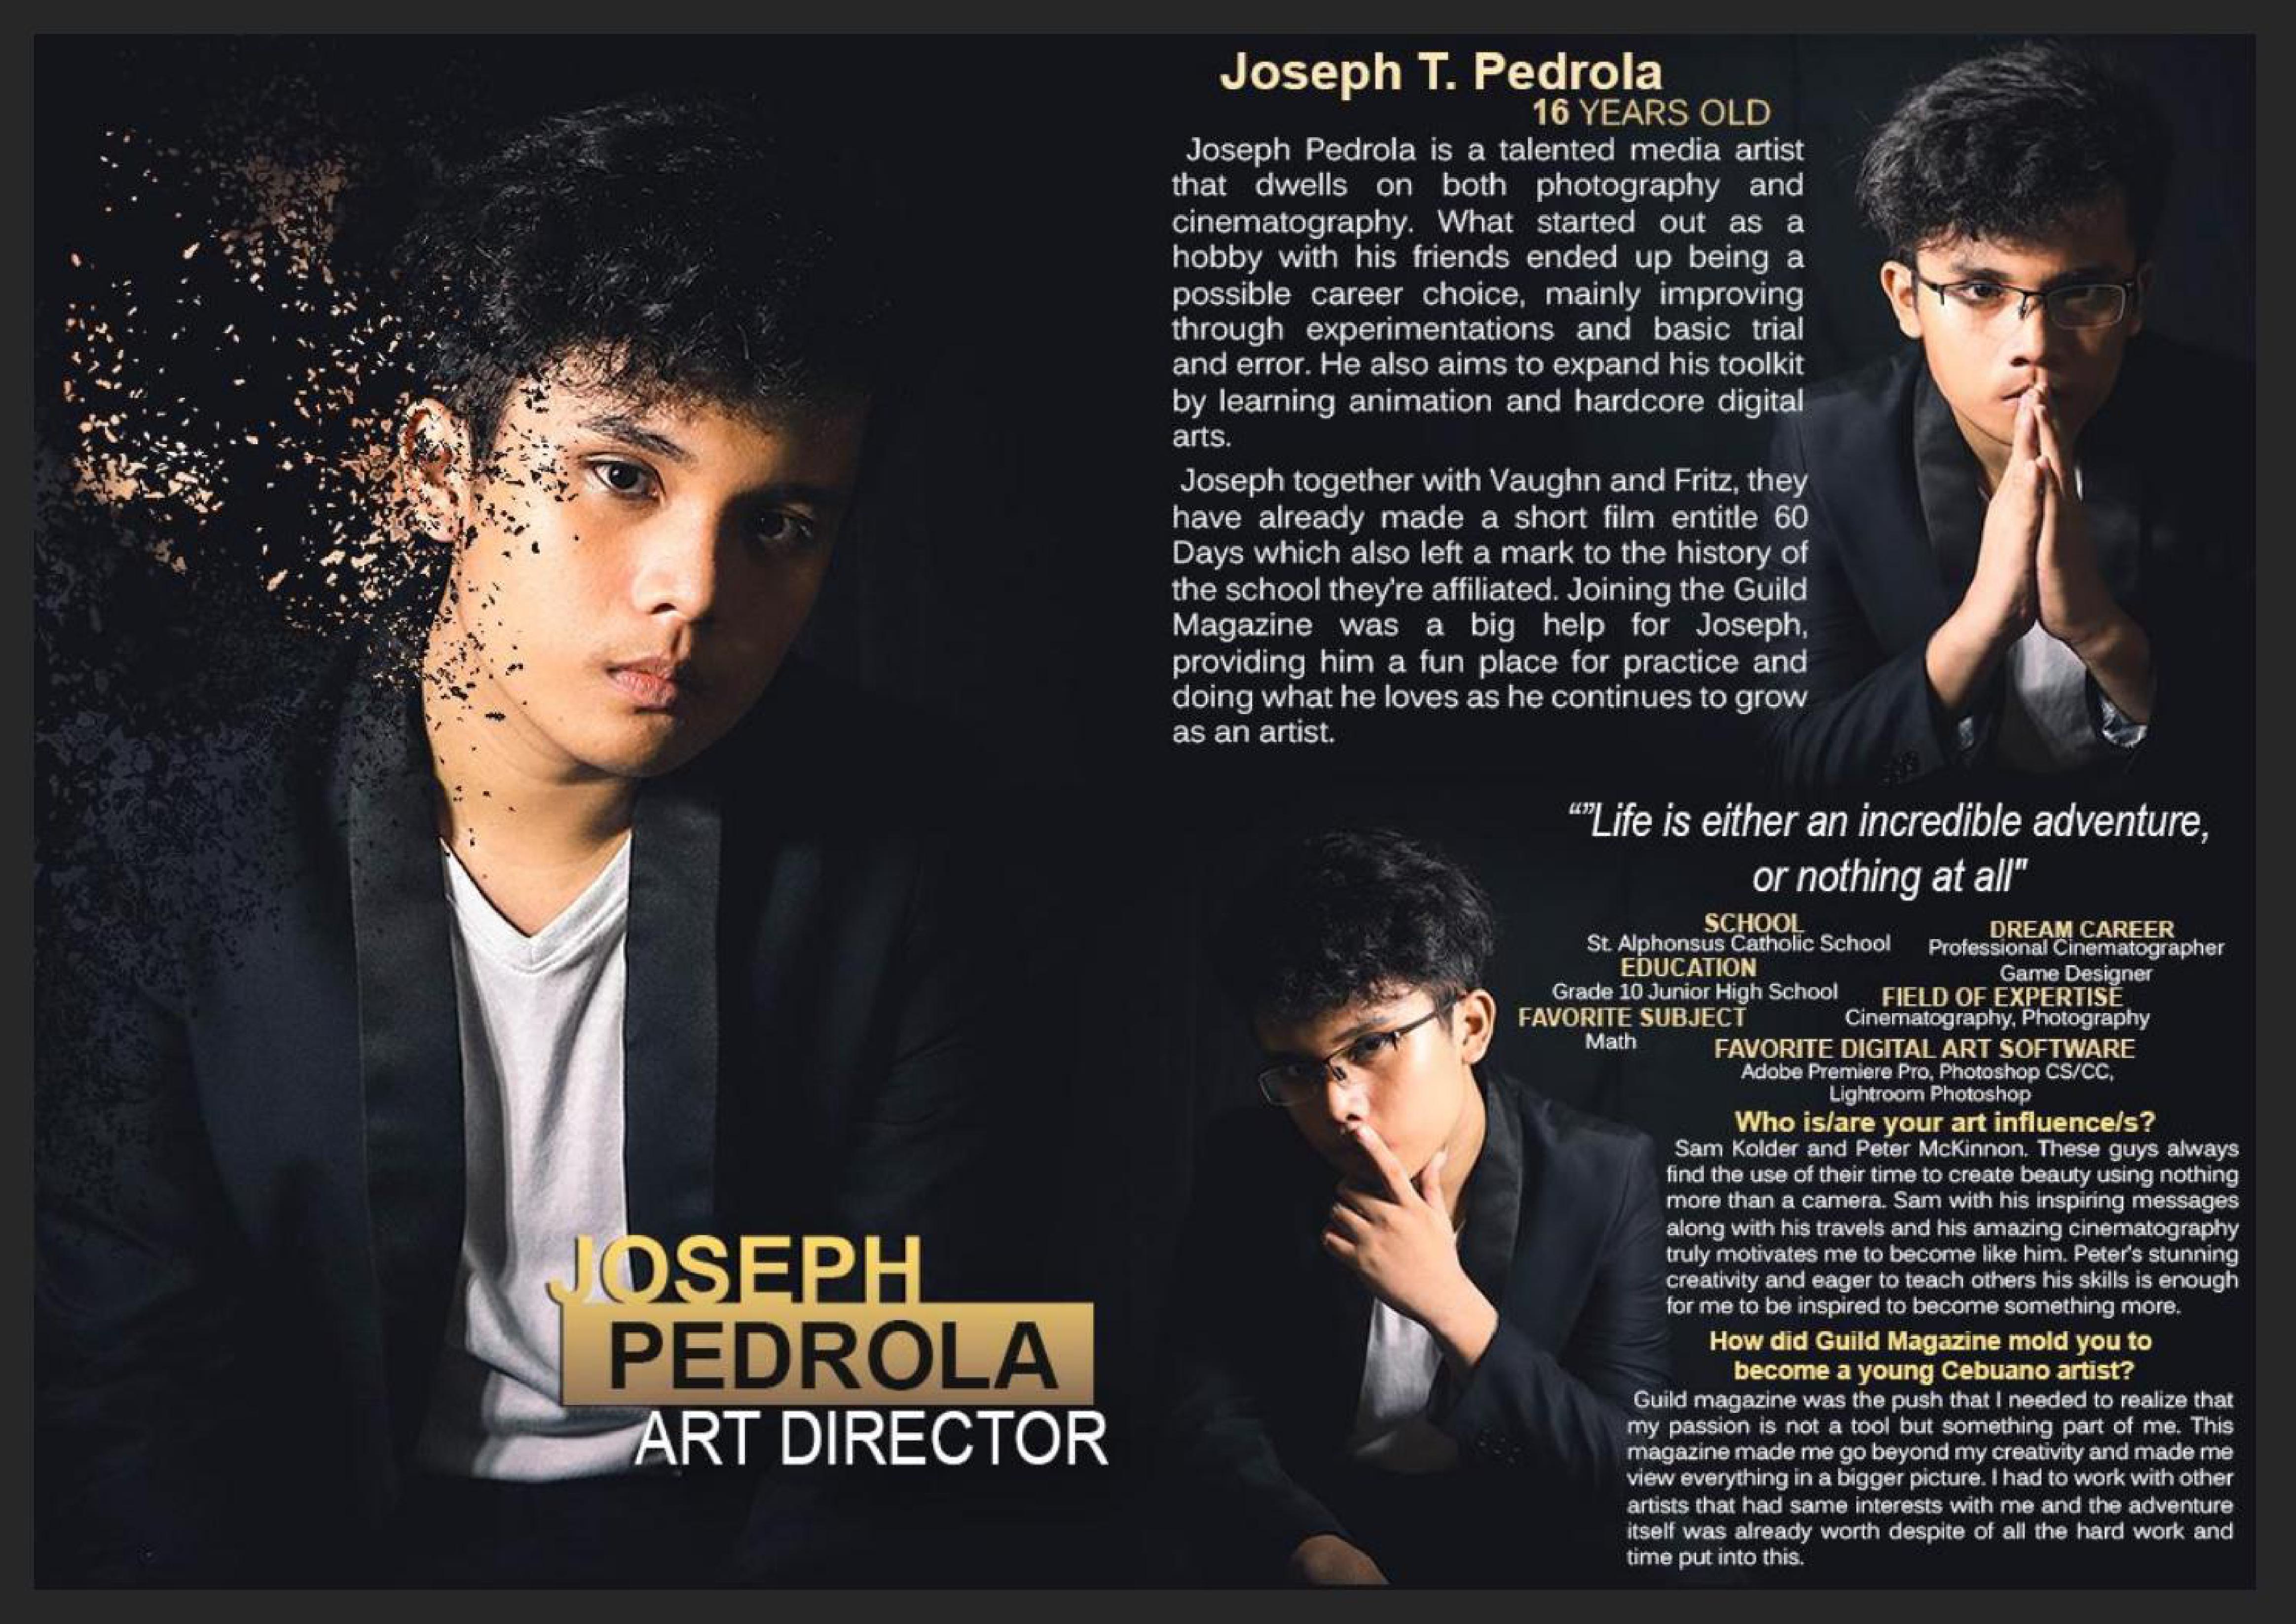 JOSEPH
PEDROLA
ART DIRECTOR
Joseph T. Pedrola
16 YEARS OLD
Joseph Pedrola is a talented media artist
that dwells on both photography and
cinematography. What started out as a
hobby with his friends ended up being a
possible career choice, mainly improving
through experimentations and basic trial
and error. He also aims to expand his toolkit
by learning animation and hardcore digital
arts.
Joseph together with Vaughn and Fritz, they
have already made a short film entitle 60
Days which also left a mark to the history of
the school they're affiliated. Joining the Guild
Magazine was a big help for Joseph,
providing him a fun place for practice and
doing what he loves as he continues to grow
as an artist.
“”Life is either an incredible adventure,
or nothing at all"
SCHOOL
St. Alphonsus Catholic School
EDUCATION
Grade 10 Junior High School
FAVORITE SUBJECT
Math
DREAM CAREER
Professional Cinematographer
Game Designer
FIELD OF EXPERTISE
Cinematography, Photography
FAVORITE DIGITAL ART SOFTWARE
Adobe Premiere Pro, Photoshop CS/CC,
Lightroom Photoshop
Who is/are your art influence/s?
Sam Kolder and Peter McKinnon. These guys always
find the use of their time to create beauty using nothing
more than a camera. Sam with his inspiring messages
along with his travels and his amazing cinematography
truly motivates me to become like him. Peter's stunning
creativity and eager to teach others his skills is enough
for me to be inspired to become something more.
How did Guild Magazine mold you to
become a young Cebuano artist?
Guild magazine was the push that I needed to realize that
my passion is not a tool but something part of me. This
magazine made me go beyond my creativity and made me
view everything in a bigger picture. I had to work with other
artists that had same interests with me and the adventure
itself was already worth despite of all the hard work and
time put into this.